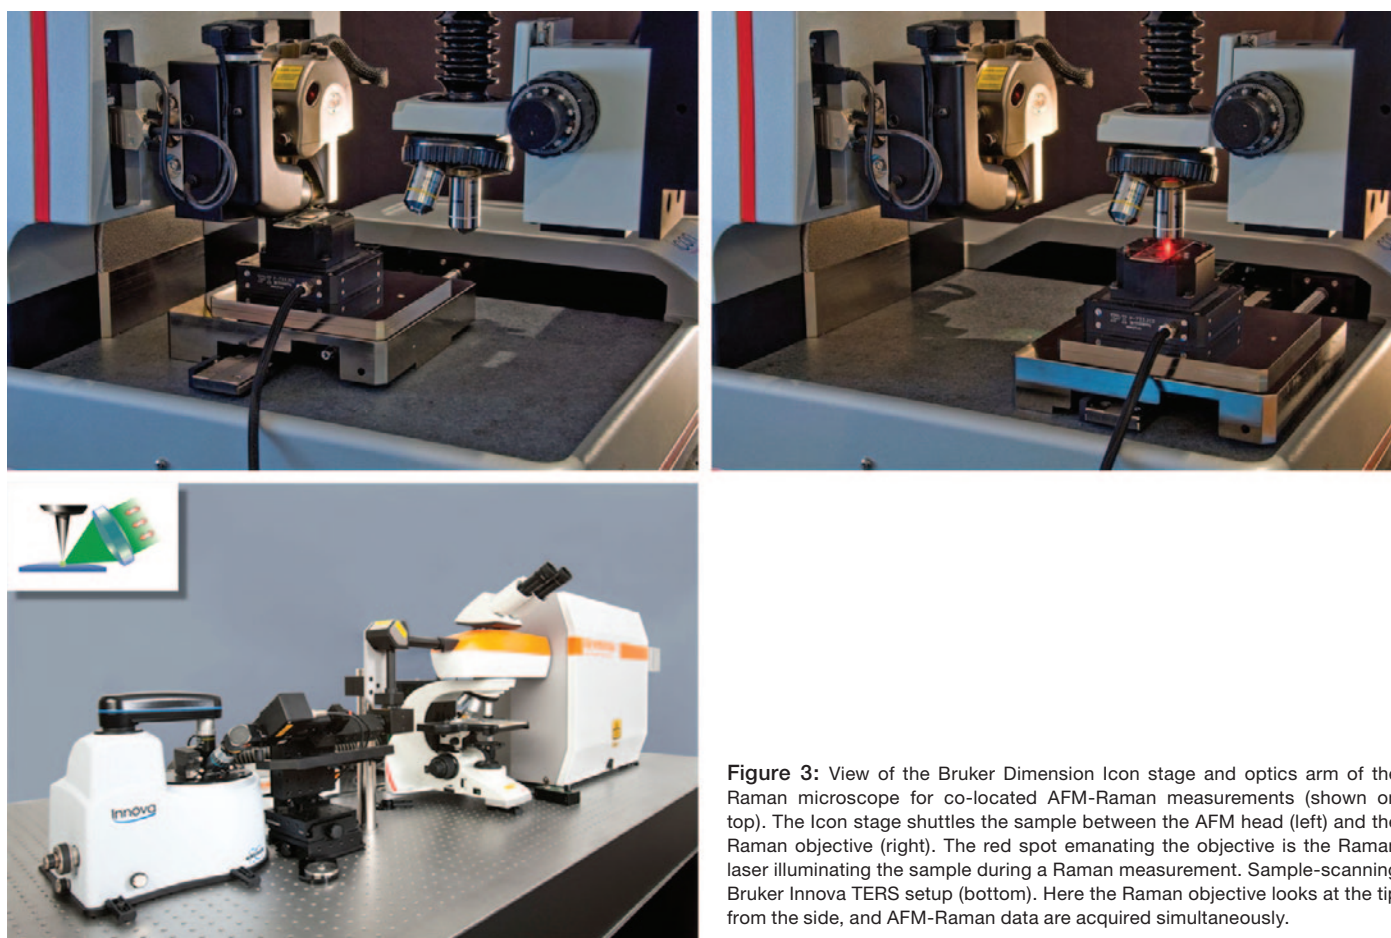 Innova
Figure 3: View of the Bruker Dimension Icon stage and optics arm of the
Raman microscope for co-located AFM-Raman measurements (shown on
top). The Icon stage shuttles the sample between the AFM head (left) and the
Raman objective (right). The red spot emanating the objective is the Raman
laser illuminating the sample during a Raman measurement. Sample-scanning
Bruker Innova TERS setup (bottom). Here the Raman objective looks at the tip
from the side, and AFM-Raman data are acquired simultaneously.